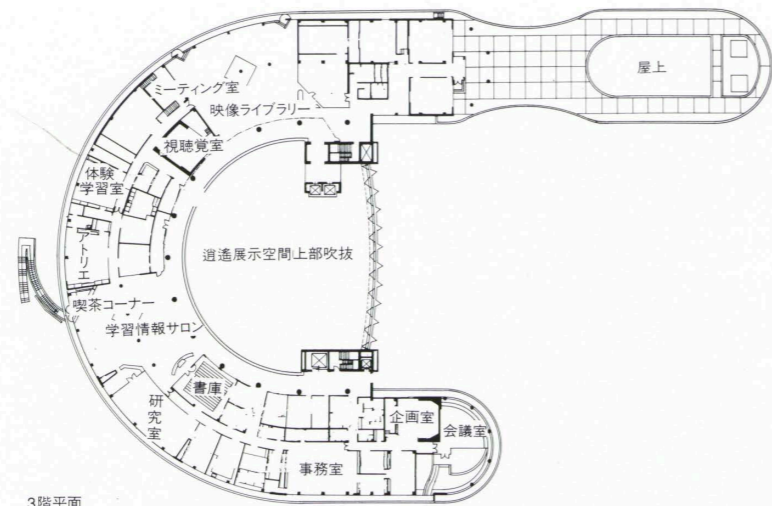 屋上
ミーティング室
映像ライブラリー
視聴覚室
体験
学習室
アトリエ
逍遙展示空間上部吹抜
喫茶コーナー
学習情報サロン
書庫
研究室
企画室
会議室
事務室
3階平面